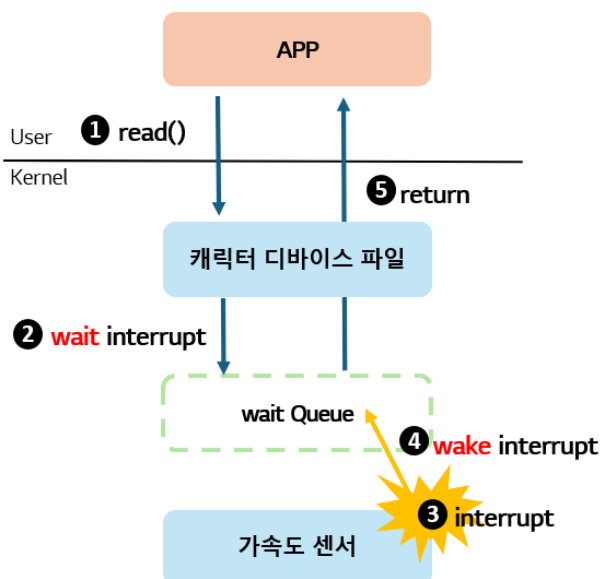 APP
User
❶ read()
Kernel
❺ return
캐릭터 디바이스 파일
❷ wait interrupt
wait Queue
❹ wake interrupt
❸ interrupt
가속도 센서